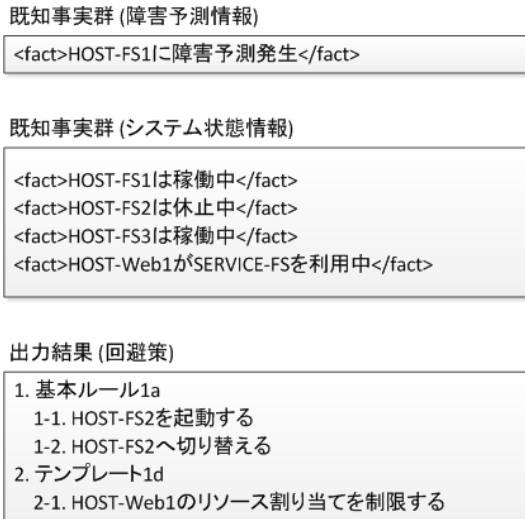 既知事実群 (障害予測情報)
<fact>HOST-FS1に障害予測発生</fact>
既知事実群 (システム状態情報)
<fact>HOST-FS1は稼働中</fact>
<fact>HOST-FS2は休止中</fact>
<fact>HOST-FS3は稼働中</fact>
<fact>HOST-Web1がSERVICE-FSを利用中</fact>
出力結果 (回避策)
1. 基本ルール1a
1-1. HOST-FS2を起動する
1-2. HOST-FS2へ切り替える
2. テンプレート1d
2-1. HOST-Web1のリソース割り当てを制限する